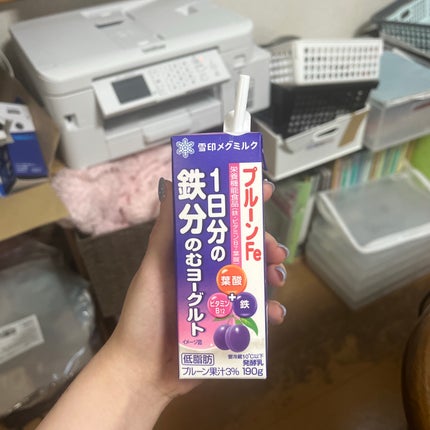 雪印メグミルク
プルーンFe
栄養機能食品(鉄・ビタミンB12・葉酸)
1日分の
鉄分のむヨーグルト
葉酸
ビタミン
B12
+
鉄
イメージ図
低脂肪
要冷蔵10℃以下
発酵乳
プルーン果汁3% 190g